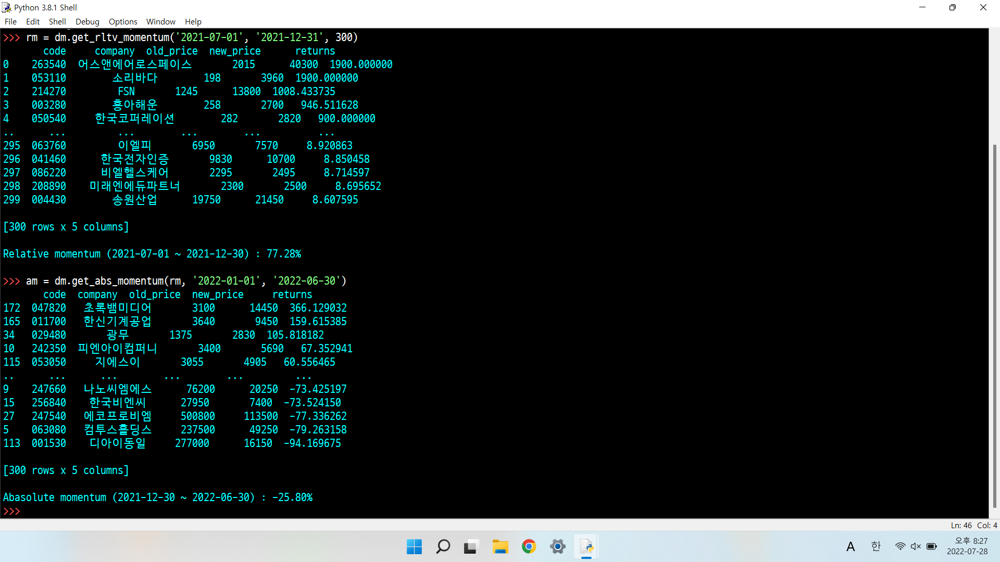 Python 3.8.1 Shell
File Edit Shell Debug Options Window Help
>>> rm = dm.get_rltv_momentum('2021-07-01', '2021-12-31', 300)
code company old_price new_price returns
0 263540 어스앤에어로스페이스 2015 40300 1900.000000
1 053110 소리바다 198 3960 1900.000000
2 214270 FSN 1245 13800 1008.433735
3 003280 흥아해운 258 2700 946.511628
4 050540 한국코퍼레이션 282 2820 900.000000
.. ... ... ... ... ...
295 063760 이엘피 6950 7570 8.920863
296 041460 한국전자인증 9830 10700 8.850458
297 086220 비엘헬스케어 2295 2495 8.714597
298 208890 미래엔에듀파트너 2300 2500 8.695652
299 004430 송원산업 19750 21450 8.607595
[300 rows x 5 columns]
Relative momentum (2021-07-01 ~ 2021-12-30) : 77.28%
>>> am = dm.get_abs_momentum(rm, '2022-01-01', '2022-06-30')
code company old_price new_price returns
172 047820 초록뱀미디어 3100 14450 366.129032
165 011700 한신기계공업 3640 9450 159.615385
34 029480 광무 1375 2830 105.818182
10 242350 피엔아이컴퍼니 3400 5690 67.352941
115 053050 지에스이 3055 4905 60.556465
.. ... ... ... ... ...
9 247660 나노씨엠에스 76200 20250 -73.425197
15 256840 한국비엔씨 27950 7400 -73.524150
27 247540 에코프로비엠 500800 113500 -77.336262
5 063080 컴투스홀딩스 237500 49250 -79.263158
113 001530 디아이동일 277000 16150 -94.169675
[300 rows x 5 columns]
Abasolute momentum (2021-12-30 ~ 2022-06-30) : -25.80%
>>>
Ln: 46 Col: 4
A 한 오후 8:27
2022-07-28